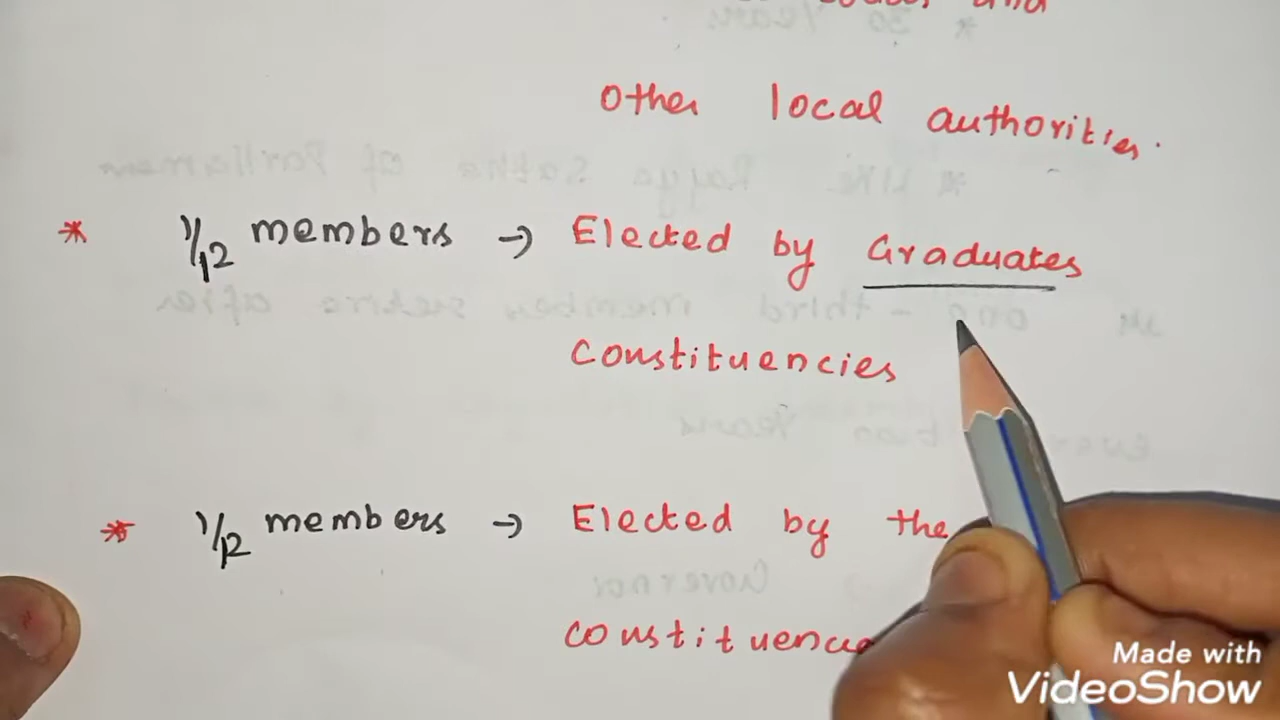 and
Other local authorities.
* 1/12 members → Elected by Graduates
Constituencies
* 1/12 members → Elected by the
Made with
VideoShow